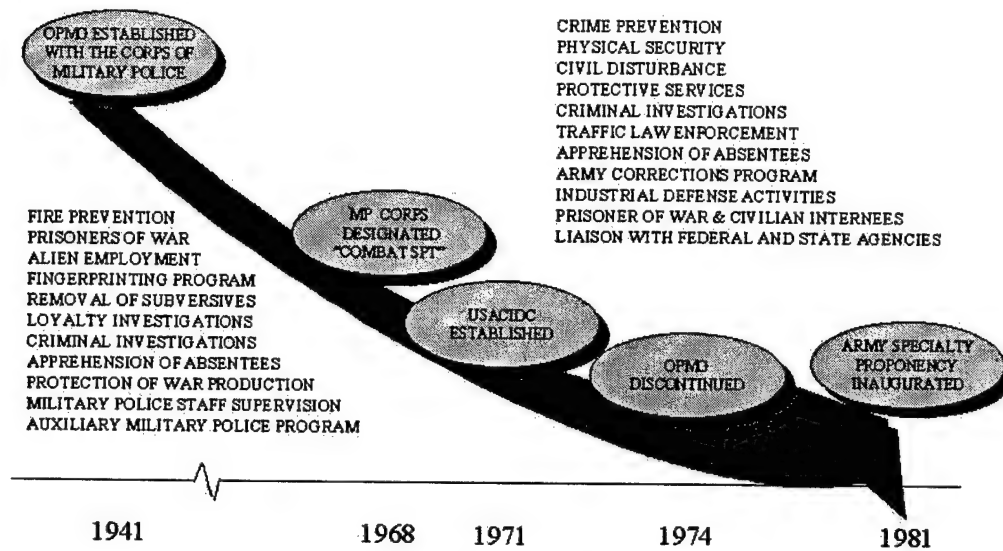 OPMG ESTABLISHED
WITH THE CORPS OF
MILITARY POLICE
CRIME PREVENTION
PHYSICAL SECURITY
CIVIL DISTURBANCE
PROTECTIVE SERVICES
CRIMINAL INVESTIGATIONS
TRAFFIC LAW ENFORCEMENT
APPREHENSION OF ABSENTEES
ARMY CORRECTIONS PROGRAM
INDUSTRIAL DEFENSE ACTIVITIES
PRISONER OF WAR & CIVILIAN INTERNEES
LIAISON WITH FEDERAL AND STATE AGENCIES
FIRE PREVENTION
PRISONERS OF WAR
ALIEN EMPLOYMENT
FINGERPRINTING PROGRAM
REMOVAL OF SUBVERSIVES
LOYALTY INVESTIGATIONS
CRIMINAL INVESTIGATIONS
APPREHENSION OF ABSENTEES
PROTECTION OF WAR PRODUCTION
MILITARY POLICE STAFF SUPERVISION
AUXILIARY MILITARY POLICE PROGRAM
MP CORPS
DESIGNATED
"COMBAT SPT"
USACIDC
ESTABLISHED
OPMG
DISCONTINUED
ARMY SPECIALTY
PROPONENCY
INAUGURATED
1941
1968
1971
1974
1981